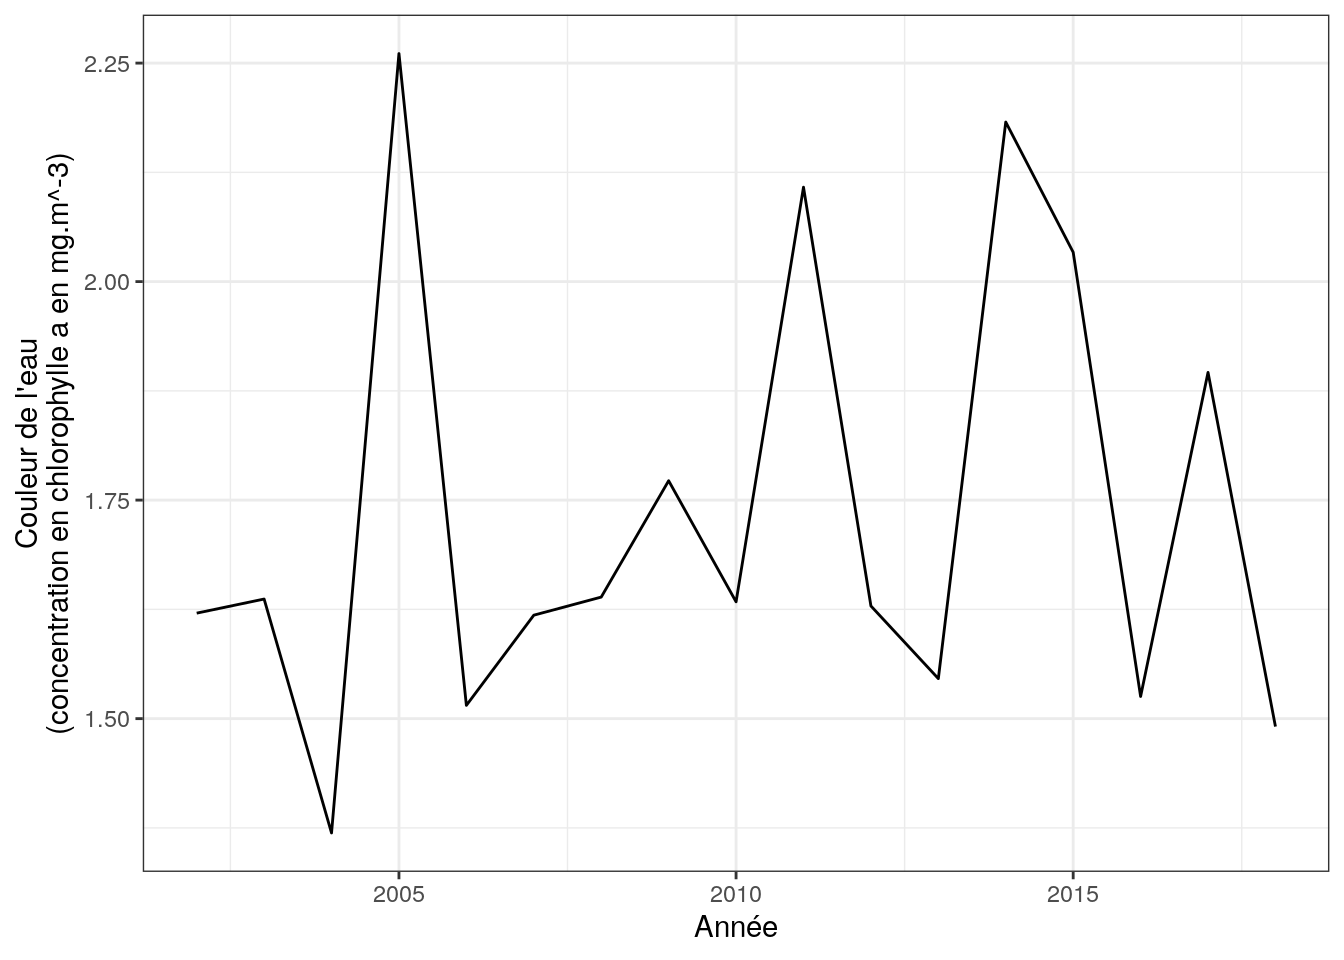 Couleur de l'eau
(concentration en chlorophylle a en mg.m^-3)
2.25
2.00
1.75
1.50
2005
2010
2015
Année